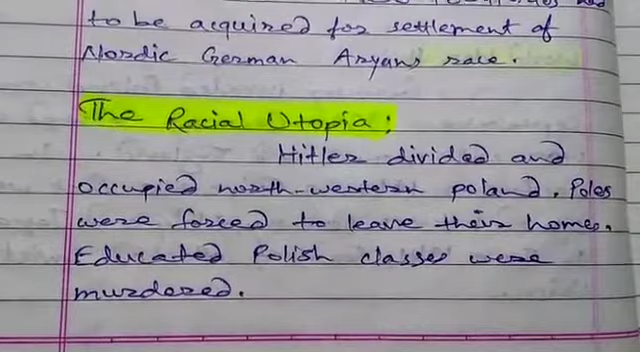 to be acquired for settlement of
Nordic German Aryans race.
The Racial Utopia:
Hitler divided and
occupied north-western poland. Poles
were forced to leave their homes.
Educated Polish classes were
murdered.